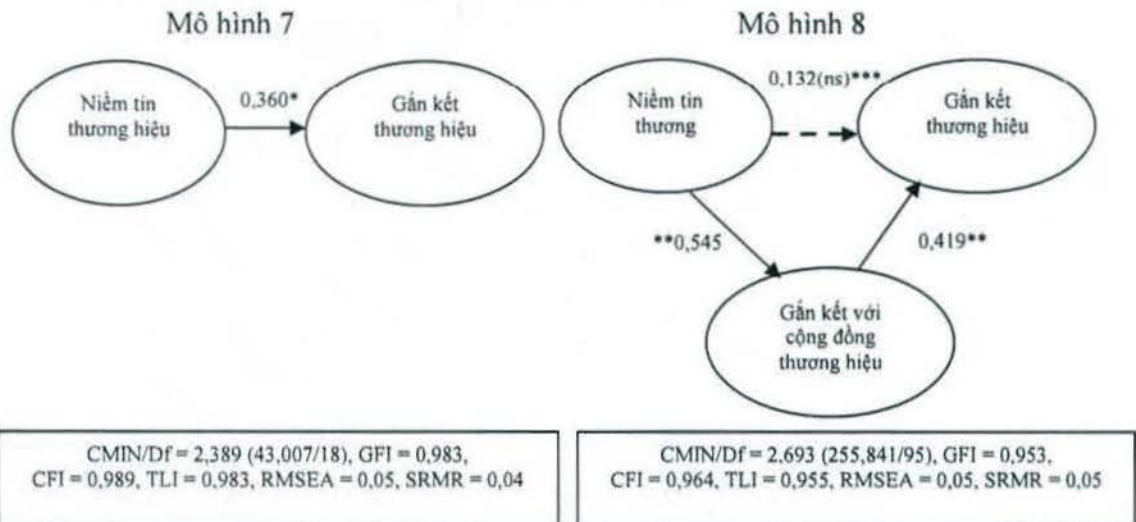 Mô hình 7
Niềm tin
thương hiệu
0,360*
Gắn kết
thương hiệu
CMIN/Df = 2,389 (43,007/18), GFI = 0,983,
CFI = 0,989, TLI = 0,983, RMSEA = 0,05, SRMR = 0,04
Mô hình 8
Niềm tin
thương
0,132(ns)***
Gắn kết
thương hiệu
**0,545
0,419**
Gắn kết với
cộng đồng
thương hiệu
CMIN/Df = 2,693 (255,841/95), GFI = 0,953,
CFI = 0,964, TLI = 0,955, RMSEA = 0,05, SRMR = 0,05